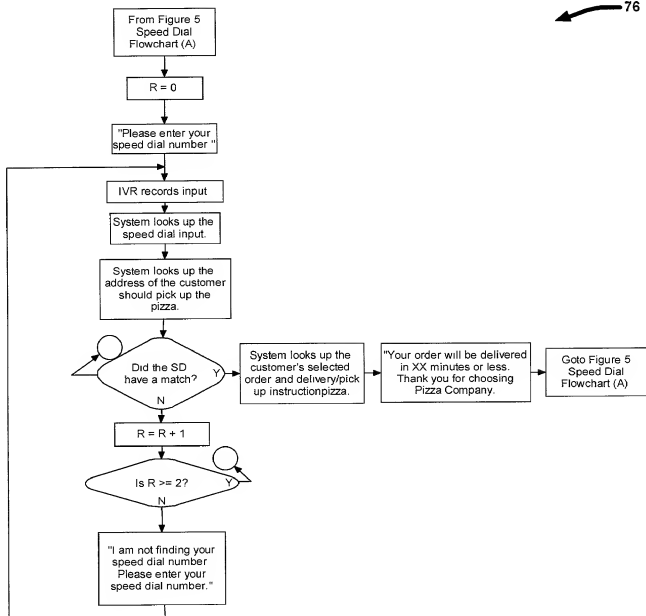 76
From Figure 5
Speed Dial
Flowchart (A)
R = 0
"Please enter your
speed dial number "
IVR records input
System looks up the
speed dial input.
System looks up the
address of the customer
should pick up the
pizza.
Did the SD
have a match?
Y
N
System looks up the
customer's selected
order and delivery/pick
up instructionpizza.
"Your order will be delivered
in XX minutes or less.
Thank you for choosing
Pizza Company.
Goto Figure 5
Speed Dial
Flowchart (A)
R = R + 1
Is R >= 2?
Y
N
"I am not finding your
speed dial number
Please enter your
speed dial number."